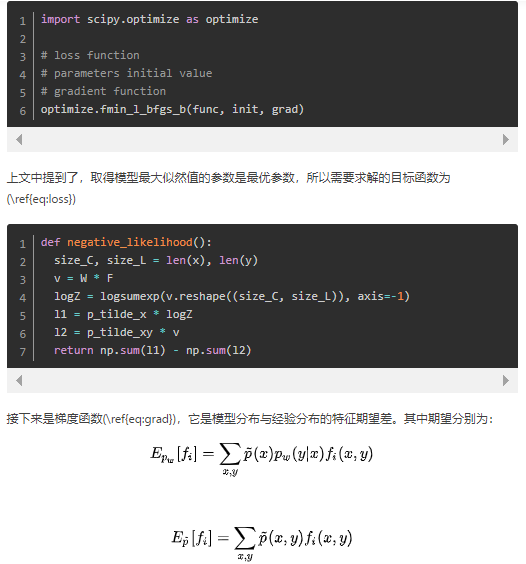 1 import scipy.optimize as optimize
2
3 # loss function
4 # parameters initial value
5 # gradient function
6 optimize.fmin_l_bfgs_b(func, init, grad)
上文中提到了，取得模型最大似然值的参数是最优参数，所以需要求解的目标函数为
(\ref{eq:loss})
1 def negative_likelihood():
2   size_C, size_L = len(x), len(y)
3   v = W * F
4   logZ = logsumexp(v.reshape((size_C, size_L)), axis=-1)
5   l1 = p_tilde_x * logZ
6   l2 = p_tilde_xy * v
7   return np.sum(l1) - np.sum(l2)
接下来是梯度函数(\ref{eq:grad})，它是模型分布与经验分布的特征期望差。其中期望分别为：
E_{p_w}[f_i] = ∑_{x,y} p̃(x)p_w(y|x)f_i(x, y)
E_{p̃}[f_i] = ∑_{x,y} p̃(x, y)f_i(x, y)